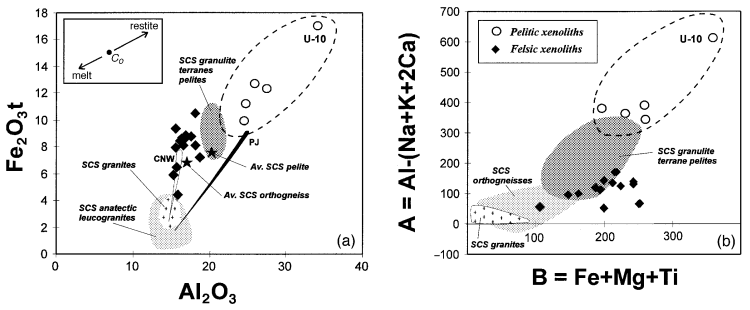 (a)
restite
C₀
melt
U-10
SCS granulite
terranes
pelites
PJ
CNW
Av. SCS pelite
SCS granites
Av. SCS orthogneiss
SCS anatectic
leucogranites
(a)
Fe₂O₃t
18
16
14
12
10
8
6
4
2
0
0
10
20
30
40
Al₂O₃
(b)
Pelitic xenoliths
Felsic xenoliths
U-10
SCS granulite
terrane pelites
SCS
orthogneisses
SCS granites
(b)
A = Al-(Na+K+2Ca)
700
600
500
400
300
200
100
0
-100
100
200
300
B = Fe+Mg+Ti